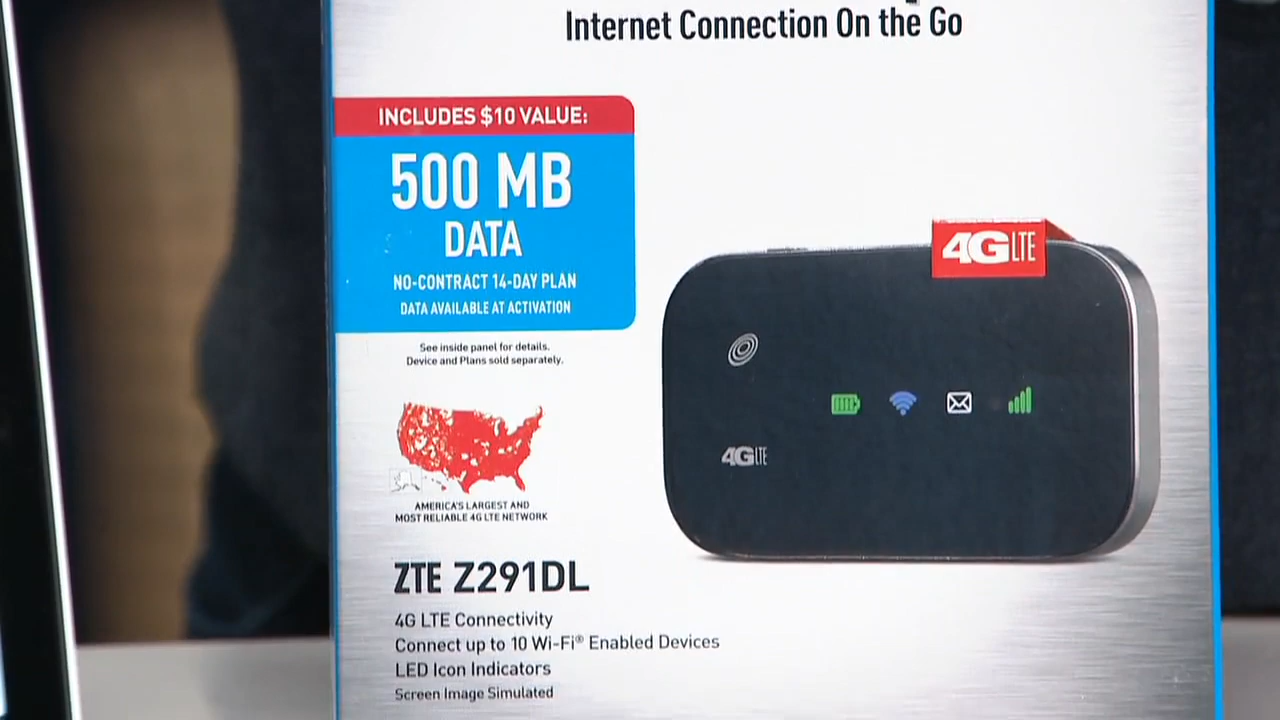 Internet Connection On the Go
INCLUDES $10 VALUE:
500 MB
DATA
NO-CONTRACT 14-DAY PLAN
DATA AVAILABLE AT ACTIVATION
See inside panel for details.
Device and Plans sold separately.
4G LTE
4G LTE
AMERICA'S LARGEST AND
MOST RELIABLE 4G LTE NETWORK
ZTE Z291DL
4G LTE Connectivity
Connect up to 10 Wi-Fi® Enabled Devices
LED Icon Indicators
Screen Image Simulated